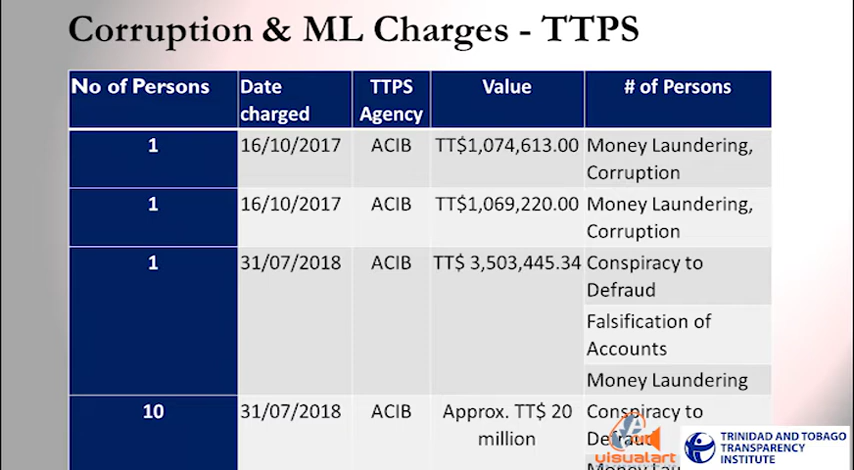 Corruption & ML Charges - TTPS
No of Persons Date charged TTPS Agency Value # of Persons
1 16/10/2017 ACIB TT$1,074,613.00 Money Laundering,
Corruption
1 16/10/2017 ACIB TT$1,069,220.00 Money Laundering,
Corruption
1 31/07/2018 ACIB TT$ 3,503,445.34 Conspiracy to
Defraud
Falsification of
Accounts
Money Laundering
10 31/07/2018 ACIB Approx. TT$ 20 million Conspiracy to
Defraud
Money
visualart
TRINIDAD AND TOBAGO
TRANSPARENCY
INSTITUTE